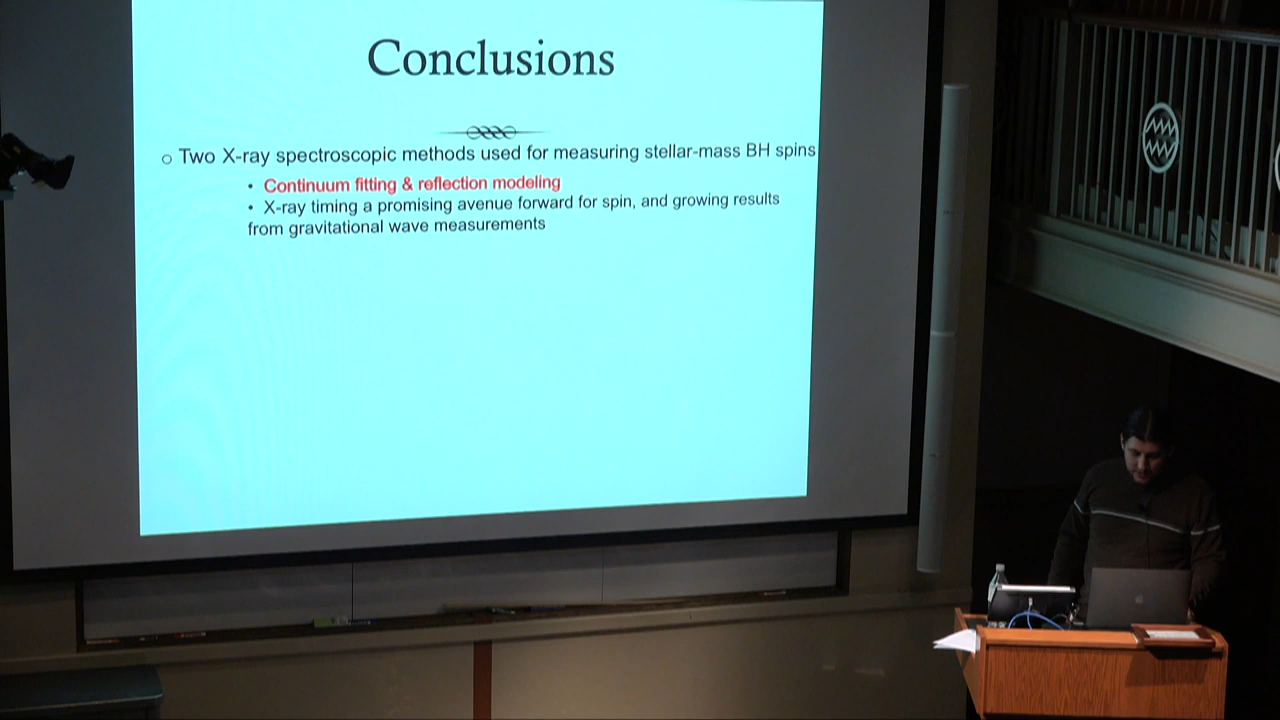 Conclusions
○ Two X-ray spectroscopic methods used for measuring stellar-mass BH spins
• Continuum fitting & reflection modeling
• X-ray timing a promising avenue forward for spin, and growing results
from gravitational wave measurements